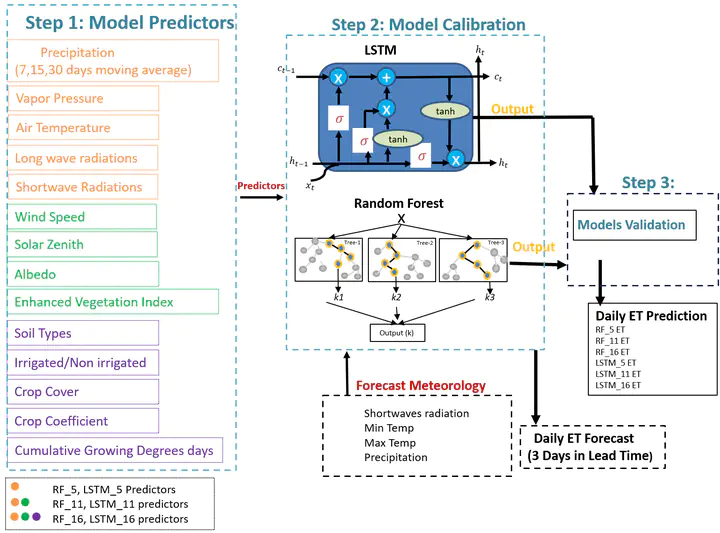 Step 1: Model Predictors
Precipitation
(7,15,30 days moving average)
Vapor Pressure
Air Temperature
Long wave radiations
Shortwave Radiations
Wind Speed
Solar Zenith
Albedo
Enhanced Vegetation Index
Soil Types
Irrigated/Non irrigated
Crop Cover
Crop Coefficient
Cumulative Growing Degrees days
RF_5, LSTM_5 Predictors
RF_11, LSTM_11 predictors
RF_16, LSTM_16 predictors
Predictors
Step 2: Model Calibration
LSTM
h_t
c_t-1
X
+
c_t
σ
X
tanh
σ
tanh
σ
X
h_t-1
h_t
x_t
Output
Random Forest
X
Tree-1
Tree-2
Tree-3
Output
k1
k2
k3
Output (k)
Forecast Meteorology
Shortwaves radiation
Min Temp
Max Temp
Precipitation
Step 3:
Models Validation
Daily ET Prediction
RF_5 ET
RF_11 ET
RF_16 ET
LSTM_5 ET
LSTM_11 ET
LSTM_16 ET
Daily ET Forecast
(3 Days in Lead Time)